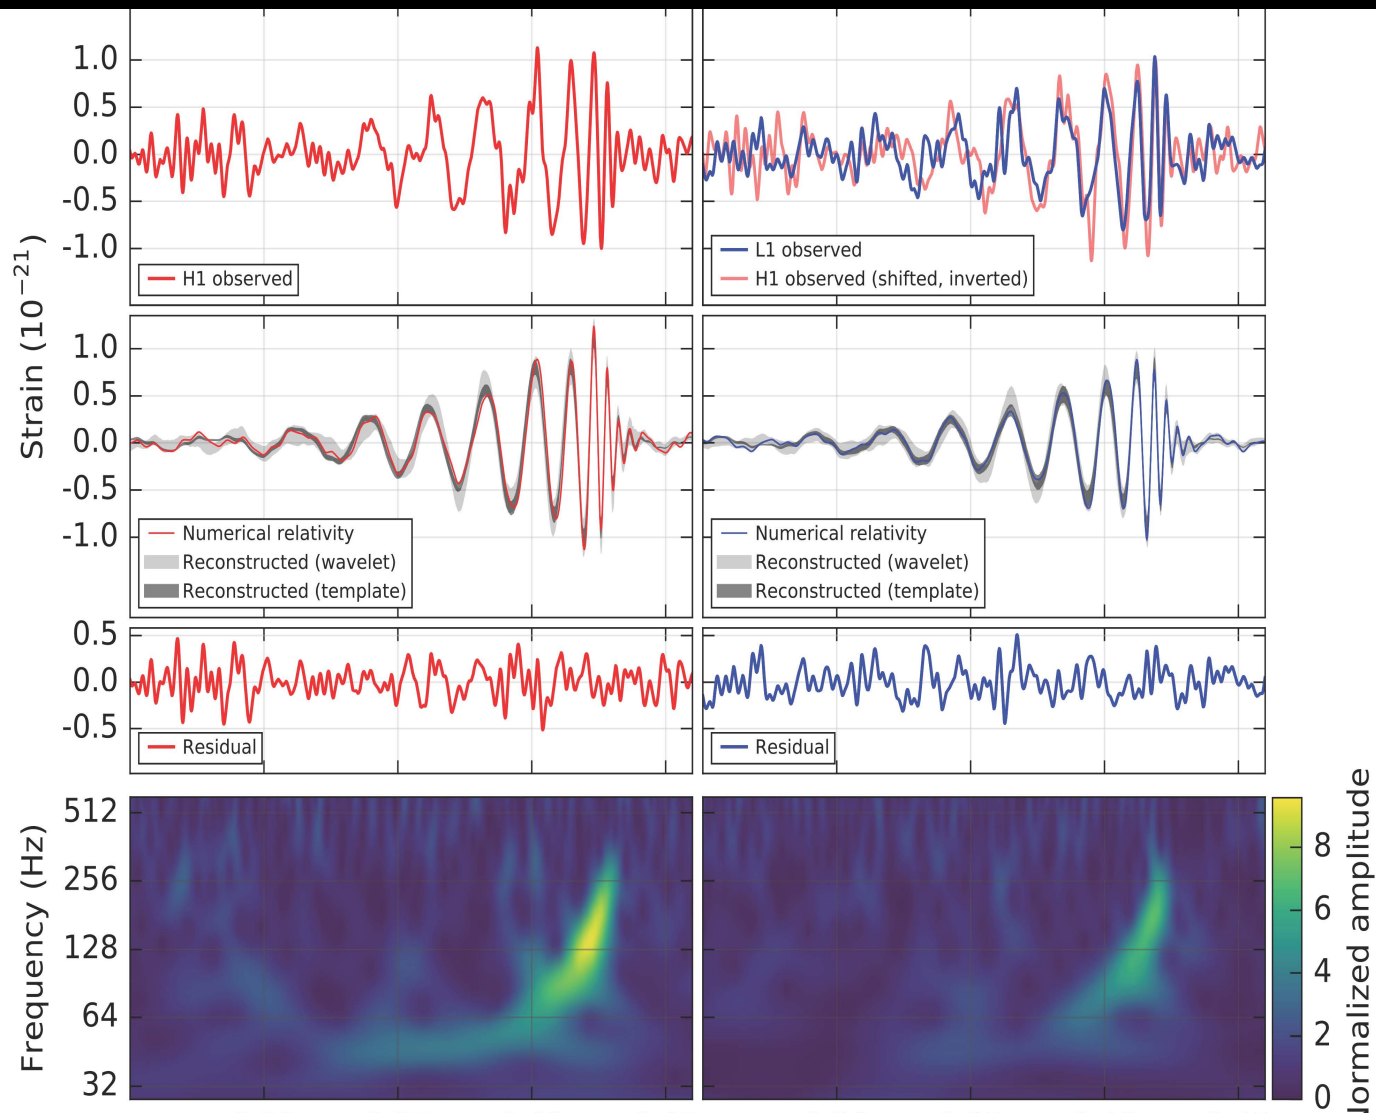 1.0
0.5
0.0
-0.5
-1.0
H1 observed
L1 observed
H1 observed (shifted, inverted)
Strain (10⁻²¹)
1.0
0.5
0.0
-0.5
-1.0
Numerical relativity
Reconstructed (wavelet)
Reconstructed (template)
Numerical relativity
Reconstructed (wavelet)
Reconstructed (template)
0.5
0.0
-0.5
Residual
Residual
Frequency (Hz)
512
256
128
64
32
8
6
4
2
0
amplitude